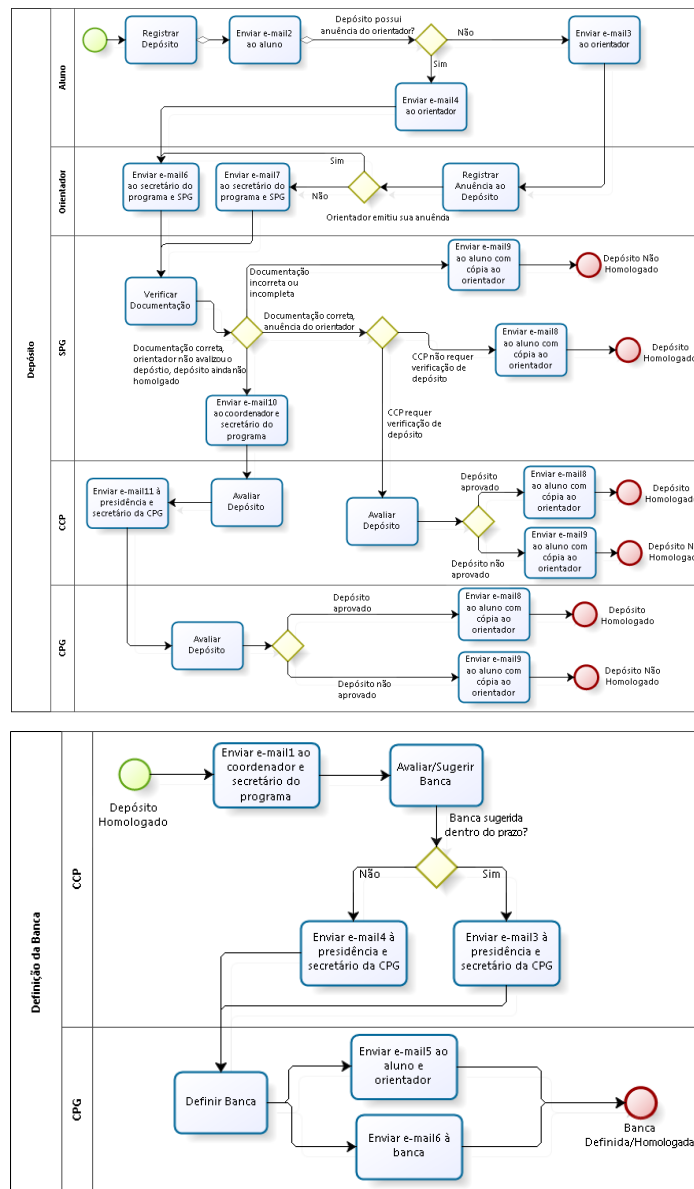 Depósito
Aluno
Registrar
Depósito
Enviar e-mail2
ao aluno
Depósito possui
anuência do orientador?
Não
Sim
Enviar e-mail3
ao orientador
Enviar e-mail4
ao orientador
Orientador
Enviar e-mail6
ao secretário do
programa e SPG
Enviar e-mail7
ao secretário do
programa e SPG
Sim
Não
Registrar
Anuência ao
Depósito
Orientador emitiu sua anuência
SPG
Verificar
Documentação
Documentação
incorreta ou
incompleta
Enviar e-mail9
ao aluno com
cópia ao
orientador
Depósito Não
Homologado
Documentação correta,
anuência do orientador
Enviar e-mail8
ao aluno com
cópia ao
orientador
Depósito
Homologado
CCP não requer
verificação de
depósito
Documentação correta,
orientador não avalizou o
depóstio, depósito ainda não
homolgado
Enviar e-mail10
ao coordenador e
secretário do
programa
CCP requer
verificação de
depósito
CCP
Enviar e-mail11 à
presidência e
secretário da CPG
Avaliar
Depósito
Avaliar
Depósito
Depósito
aprovado
Enviar e-mail8
ao aluno com
cópia ao
orientador
Depósito
Homologado
Depósito não
aprovado
Enviar e-mail9
ao aluno com
cópia ao
orientador
Depósito Nã
Homologado
CPG
Avaliar
Depósito
Depósito
aprovado
Enviar e-mail8
ao aluno com
cópia ao
orientador
Depósito
Homologado
Depósito não
aprovado
Enviar e-mail9
ao aluno com
cópia ao
orientador
Depósito Não
Homologado
Definição da Banca
CCP
Depósito
Homologado
Enviar e-mail1 ao
coordenador e
secretário do
programa
Avaliar/Sugerir
Banca
Banca sugerida
dentro do prazo?
Não
Sim
Enviar e-mail4 à
presidência e
secretário da CPG
Enviar e-mail3 à
presidência e
secretário da CPG
CPG
Definir Banca
Enviar e-mail5 ao
aluno e
orientador
Enviar e-mail6 à
banca
Banca
Definida/Homologada